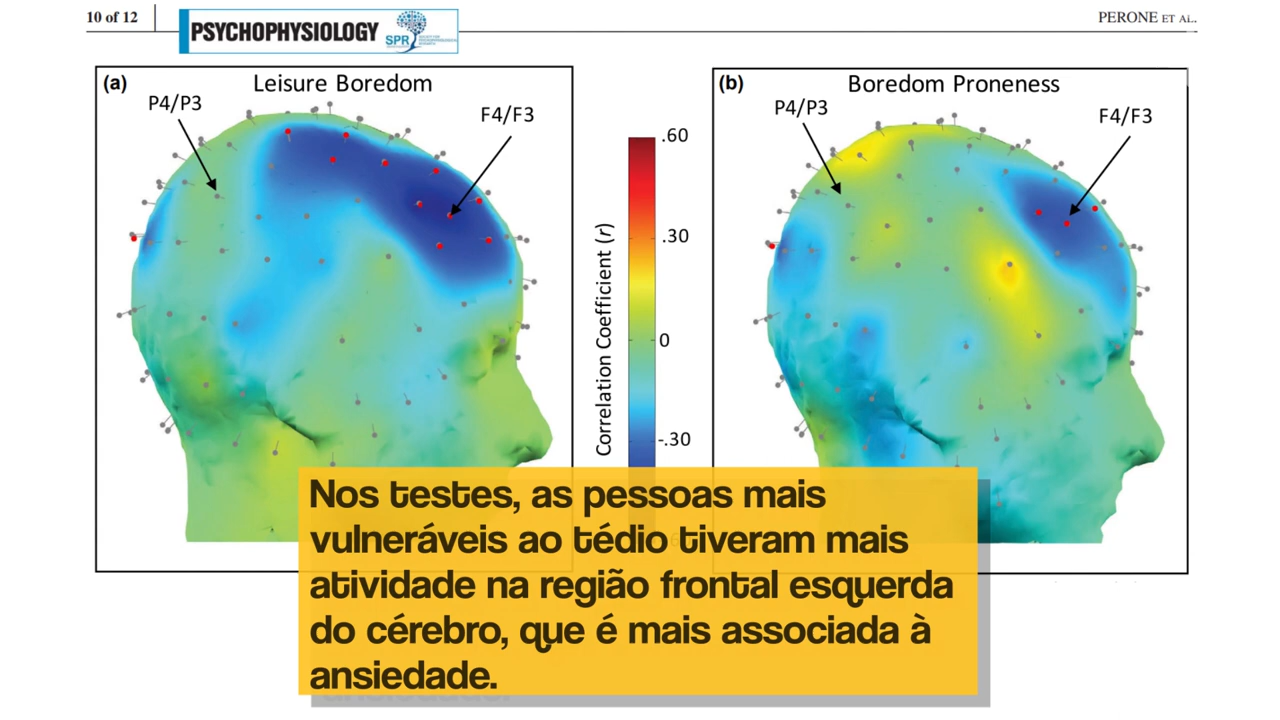 10 of 12
PSYCHOPHYSIOLOGY
SPR
PERONE ET AL.
(a)
Leisure Boredom
P4/P3
F4/F3
.60
.30
0
-.30
Correlation Coefficient (r)
(b)
Boredom Proneness
P4/P3
F4/F3
Nos testes, as pessoas mais
vulneráveis ao tédio tiveram mais
atividade na região frontal esquerda
do cérebro, que é mais associada à
ansiedade.